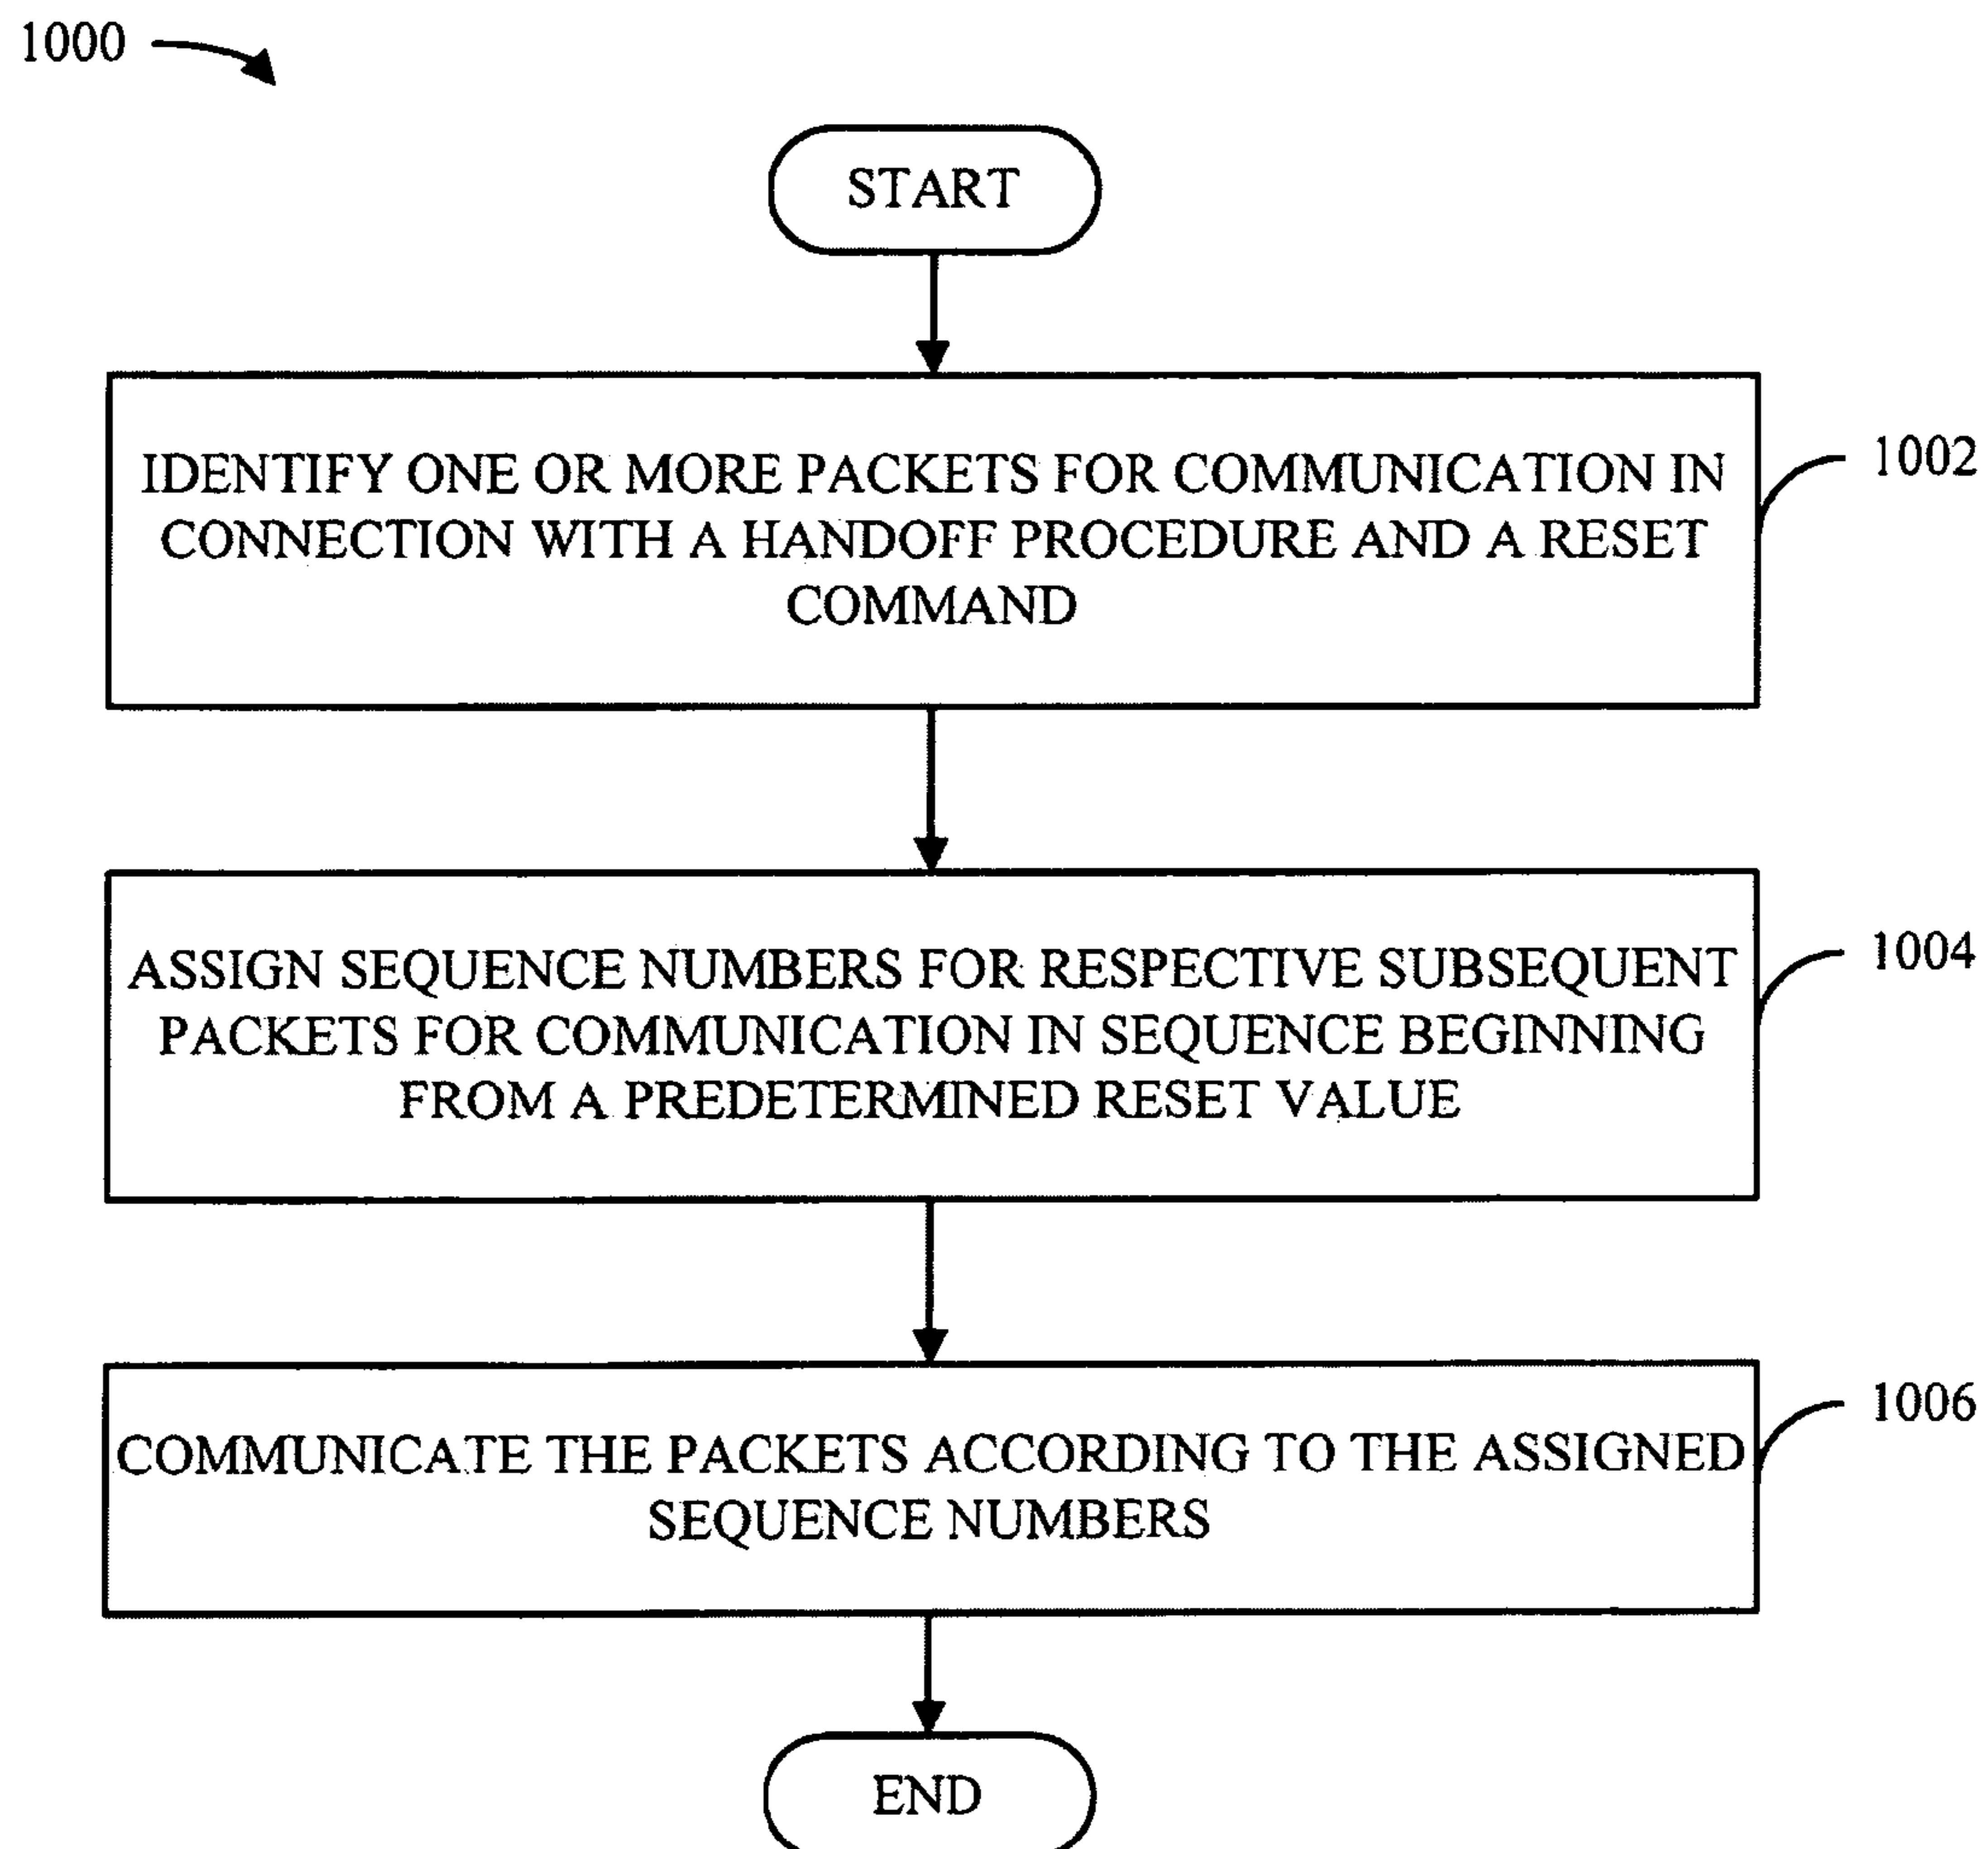 1000
START
IDENTIFY ONE OR MORE PACKETS FOR COMMUNICATION IN
CONNECTION WITH A HANDOFF PROCEDURE AND A RESET
COMMAND
1002
ASSIGN SEQUENCE NUMBERS FOR RESPECTIVE SUBSEQUENT
PACKETS FOR COMMUNICATION IN SEQUENCE BEGINNING
FROM A PREDETERMINED RESET VALUE
1004
COMMUNICATE THE PACKETS ACCORDING TO THE ASSIGNED
SEQUENCE NUMBERS
1006
END